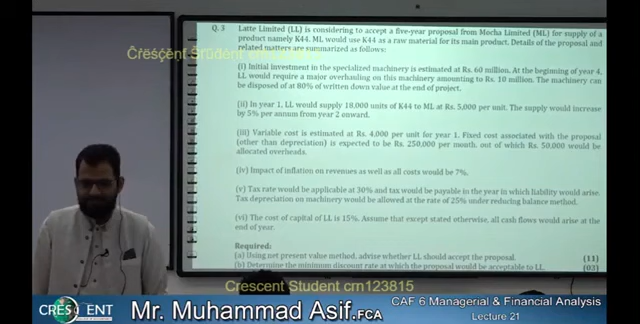 Q. 3 Latte Limited (LL) is considering to accept a five-year proposal from Mocha Limited (ML) for supply of a
product namely K44. ML would use K44 as a raw material for its main product. Details of the proposal and
related matters are summarized as follows:
Crescent Student crn
(i) Initial investment in the specialized machinery is estimated at Rs. 60 million. At the beginning of year 4,
LL would require a major overhauling on this machinery amounting to Rs. 10 million. The machinery can
be disposed of at 80% of written down value at the end of project.
(ii) In year 1, LL would supply 18,000 units of K44 to ML at Rs. 5,000 per unit. The supply would increase
by 5% per annum from year 2 onward.
(iii) Variable cost is estimated at Rs. 4,000 per unit for year 1. Fixed cost associated with the proposal
(other than depreciation) is expected to be Rs. 250,000 per month, out of which Rs. 50,000 would be
allocated overheads.
(iv) Impact of inflation on revenues as well as all costs would be 7%.
(v) Tax rate would be applicable at 30% and tax would be payable in the year in which liability would arise.
Tax depreciation on machinery would be allowed at the rate of 25% under reducing balance method.
(vi) The cost of capital of LL is 15%. Assume that except stated otherwise, all cash flows would arise at the
end of year.
Required:
(a) Using net present value method, advise whether LL should accept the proposal. (11)
(b) Determine the minimum discount rate at which the proposal would be acceptable to LL. (03)
Crescent Student crn123815
CRESCENT
Mr. Muhammad Asif.FCA
CAF 6 Managerial & Financial Analysis
Lecture 21